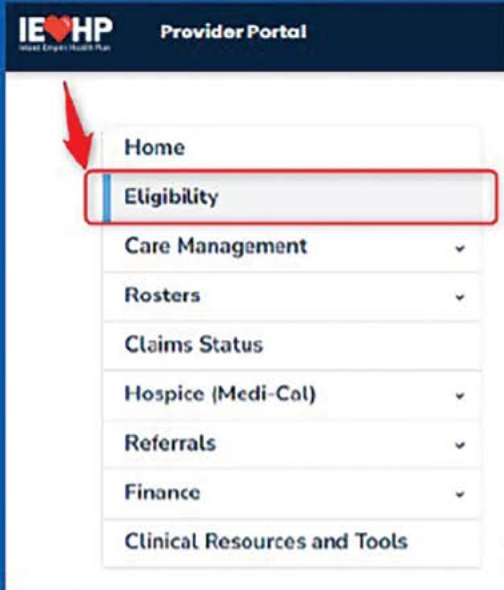 IEHP
Inland Empire Health Plan
Provider Portal
Home
Eligibility
Care Management
Rosters
Claims Status
Hospice (Medi-Cal)
Referrals
Finance
Clinical Resources and Tools